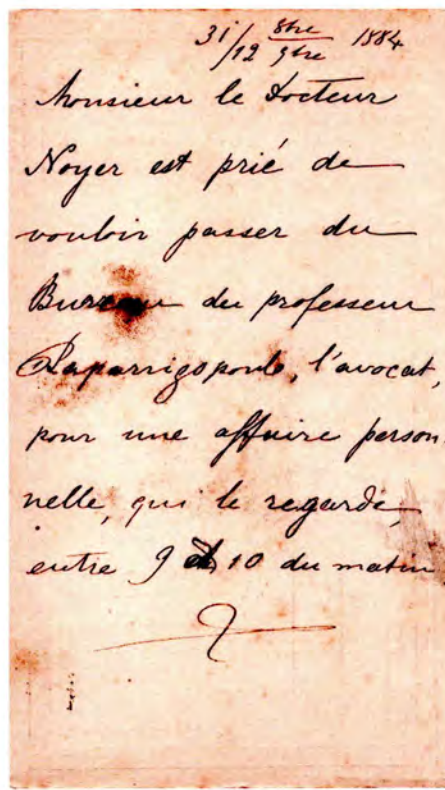 31/12 8bre/9bre 1884
Monsieur le Docteur
Noyer est prié de
vouloir passer du
Bureau du professeur
Paparrigopoulo, l'avocat,
pour une affaire person
nelle, qui le regarde,
entre 9 et 10 du matin